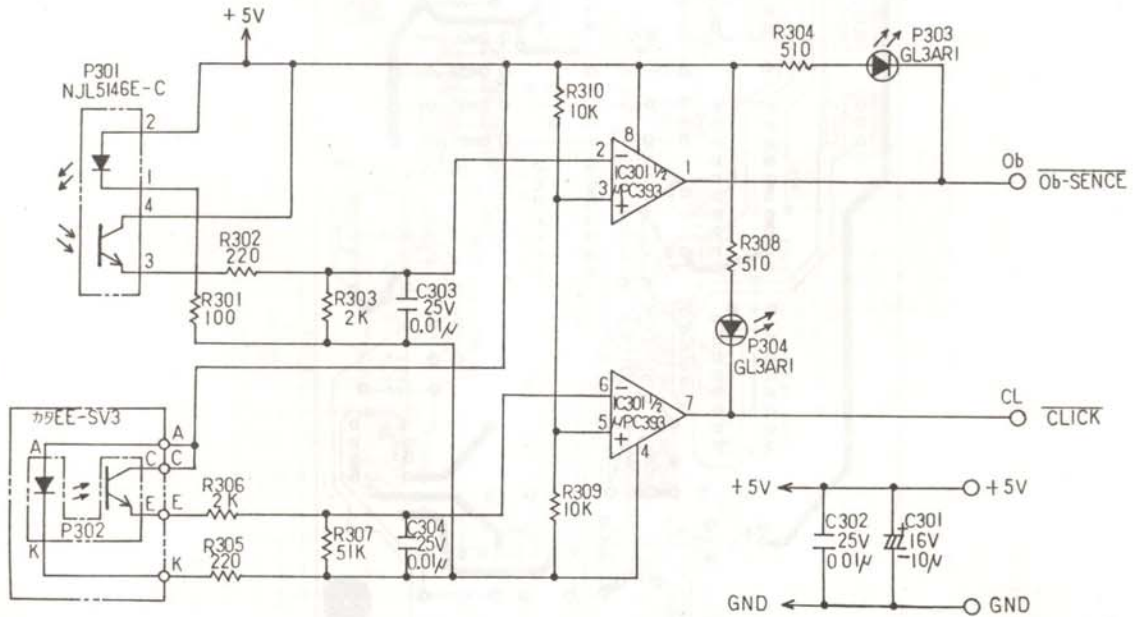 +5V
P301
NJL5146E-C
2
1
4
3
R302
220
R301
100
R303
2K
C303
25V
0.01μ
R310
10K
8
2
−
IC301 1/2
μPC393
3
+
1
R304
510
P303
GL3AR1
Ob
Ob-SENCE
R308
510
P304
GL3AR1
6
−
IC301 1/2
μPC393
5
+
7
4
CL
CLICK
カタEE-SV3
A
A
C
C
E
E
P302
K
K
R306
2K
R305
220
R307
51K
C304
25V
0.01μ
R309
10K
+5V
+5V
C302
25V
0.01μ
C301
+
16V
10μ
GND
GND